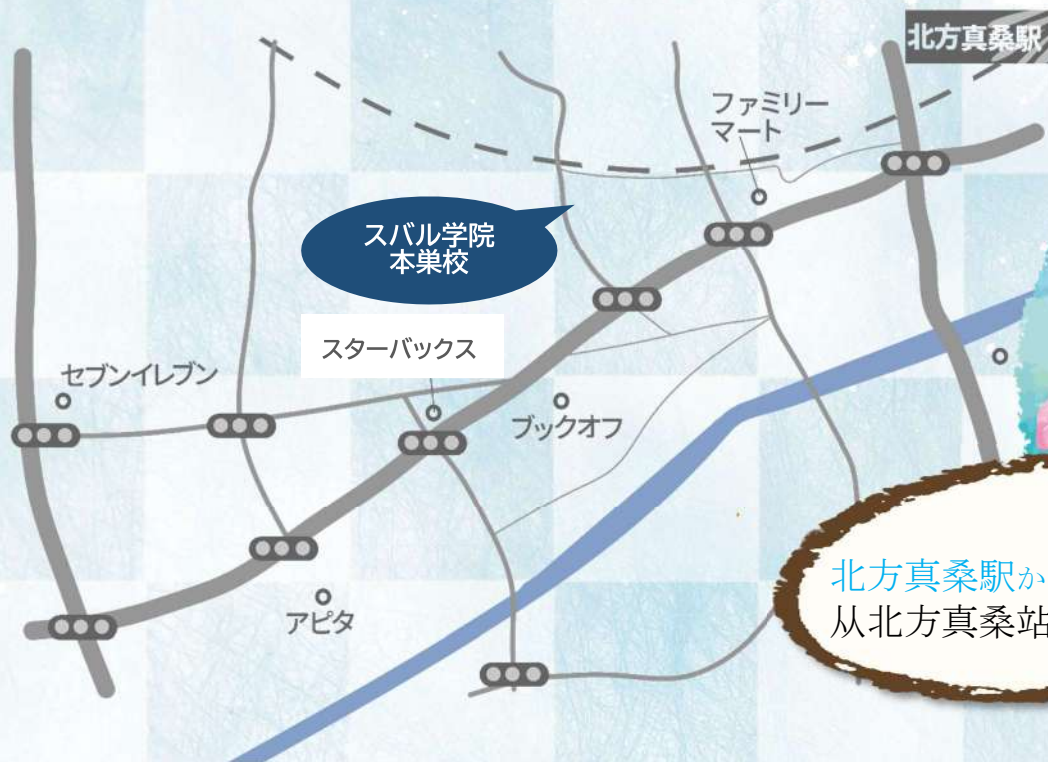 北方真桑駅
ファミリー
マート
スバル学院
本巣校
スターバックス
セブンイレブン
ブックオフ
アピタ
北方真桑駅か
从北方真桑站